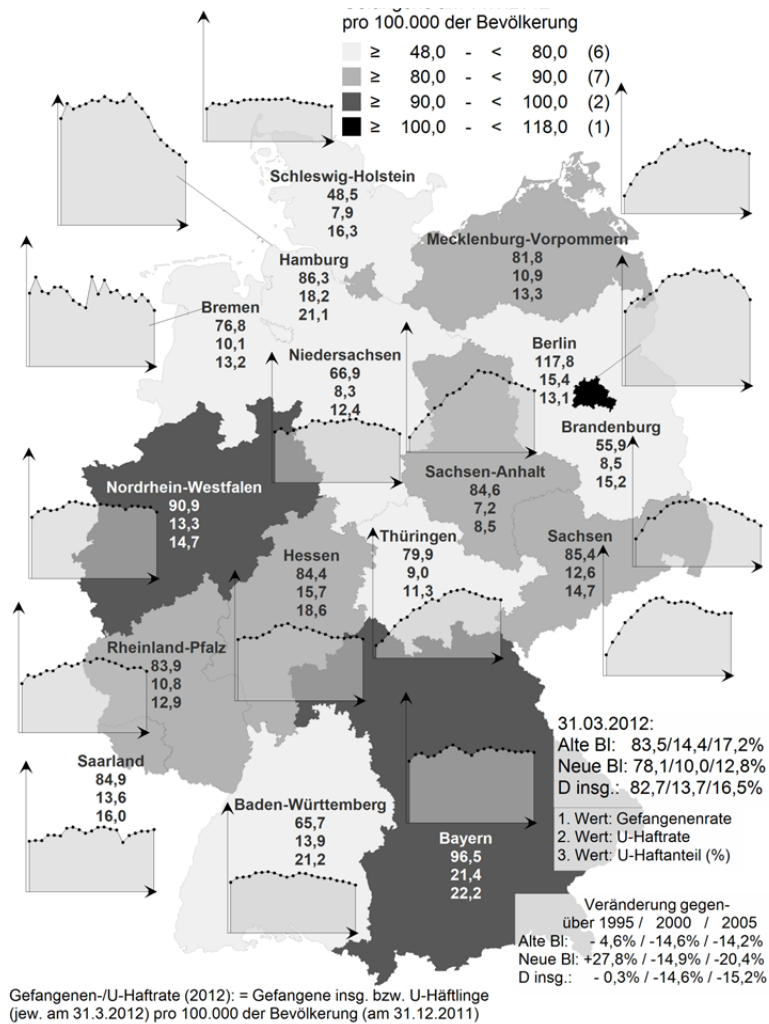 pro 100.000 der Bevölkerung
≥ 48,0 - < 80,0 (6)
≥ 80,0 - < 90,0 (7)
≥ 90,0 - < 100,0 (2)
≥ 100,0 - < 118,0 (1)
Schleswig-Holstein
48,5
7,9
16,3
Mecklenburg-Vorpommern
81,8
10,9
13,3
Hamburg
86,3
18,2
21,1
Bremen
76,8
10,1
13,2
Berlin
117,8
15,4
13,1
Niedersachsen
66,9
8,3
12,4
Brandenburg
55,9
8,5
15,2
Sachsen-Anhalt
84,6
7,2
8,5
Nordrhein-Westfalen
90,9
13,3
14,7
Thüringen
79,9
9,0
11,3
Sachsen
85,4
12,6
14,7
Hessen
84,4
15,7
18,6
Rheinland-Pfalz
83,9
10,8
12,9
Saarland
84,9
13,6
16,0
Baden-Württemberg
65,7
13,9
21,2
Bayern
96,5
21,4
22,2
31.03.2012:
Alte Bl: 83,5/14,4/17,2%
Neue Bl: 78,1/10,0/12,8%
D insg.: 82,7/13,7/16,5%
1. Wert: Gefangenenrate
2. Wert: U-Haftrate
3. Wert: U-Haftanteil (%)
Veränderung gegen-
über 1995 / 2000 / 2005
Alte Bl: - 4,6% / -14,6% / -14,2%
Neue Bl: +27,8% / -14,9% / -20,4%
D insg.: - 0,3% / -14,6% / -15,2%
Gefangenen-/U-Haftrate (2012): = Gefangene insg. bzw. U-Häftlinge
(jew. am 31.3.2012) pro 100.000 der Bevölkerung (am 31.12.2011)